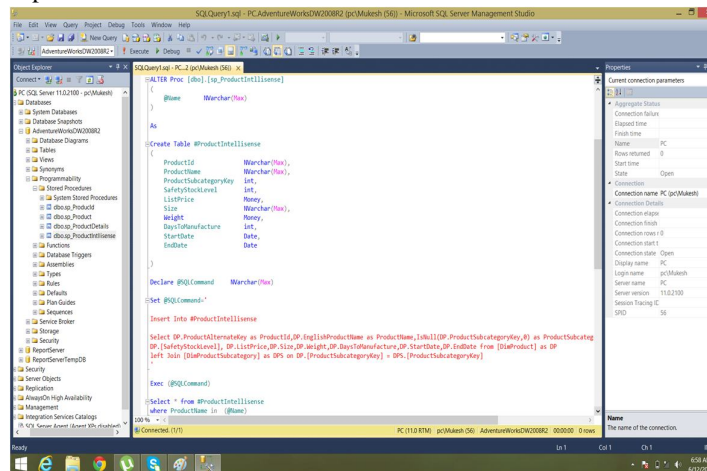 SQLQuery1.sql - PC.AdventureWorksDW2008R2 (pc\Mukesh (56)) - Microsoft SQL Server Management Studio
File Edit View Query Project Debug Tools Window Help
New Query
AdventureWorksDW2008R2
Execute Debug
Object Explorer
Connect
PC (SQL Server 11.0.2100 - pc\Mukesh)
Databases
System Databases
Database Snapshots
AdventureWorksDW2008R2
Database Diagrams
Tables
Views
Synonyms
Programmability
Stored Procedures
System Stored Procedures
dbo.sp_ProducId
dbo.sp_Product
dbo.sp_ProductDetails
dbo.sp_ProductIntllisense
Functions
Database Triggers
Assemblies
Types
Rules
Defaults
Plan Guides
Sequences
Service Broker
Storage
Security
ReportServer
ReportServerTempDB
Security
Server Objects
Replication
AlwaysOn High Availability
Management
Integration Services Catalogs
SQL Server Agent (Agent XPs disabled)
SQLQuery1.sql - PC...2 (pc\Mukesh (56))
ALTER Proc [dbo].[sp_ProductIntllisense]
(
@Name NVarchar(Max)
)
As
Create Table #ProductIntellisense
(
ProductId NVarchar(Max),
ProductName NVarchar(Max),
ProductSubcategoryKey int,
SafetyStockLevel int,
ListPrice Money,
Size NVarchar(Max),
Weight Money,
DaysToManufacture int,
StartDate Date,
EndDate Date
)
Declare @SQLCommand NVarchar(Max)
Set @SQLCommand='
Insert Into #ProductIntellisense
Select DP.ProductAlternateKey as ProductId,DP.EnglishProductName as ProductName,IsNull(DP.ProductSubcategoryKey,0) as ProductSubcateg
DP.[SafetyStockLevel], DP.ListPrice,DP.Size,DP.Weight,DP.DaysToManufacture,DP.StartDate,DP.EndDate from [DimProduct] as DP
left Join [DimProductSubcategory] as DPS on DP.[ProductSubcategoryKey] = DPS.[ProductSubcategoryKey]
'
Exec (@SQLCommand)
Select * from #ProductIntellisense
where ProductName in (@Name)
100 %
Connected. (1/1)
PC (11.0 RTM) pc\Mukesh (56) AdventureWorksDW2008R2 00:00:00 0 rows
Properties
Current connection parameters
Aggregate Status
Connection failure
Elapsed time
Finish time
Name PC
Rows returned 0
Start time
State Open
Connection
Connection name PC (pc\Mukesh)
Connection Details
Connection elapse
Connection finish
Connection rows r 0
Connection start t
Connection state Open
Display name PC
Login name pc\Mukesh
Server name PC
Server version 11.0.2100
Session Tracing ID
SPID 56
Name
The name of the connection.
Ready
Ln 1 Col 1 Ch 1
6:58 AM